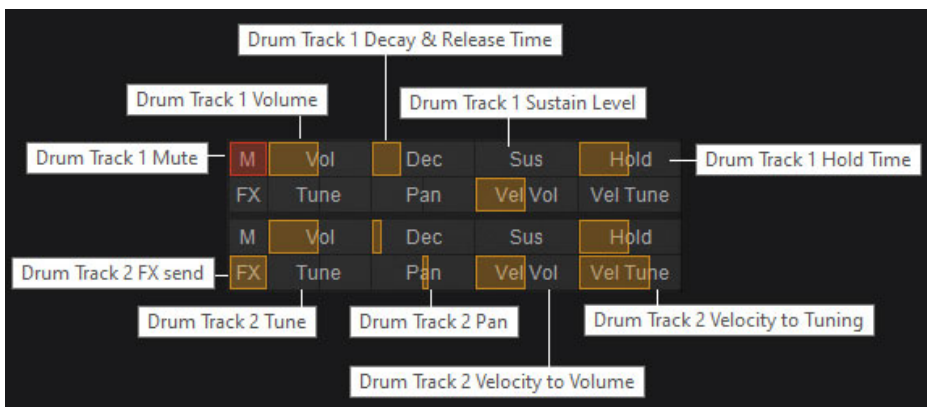 Drum Track 1 Decay & Release Time
Drum Track 1 Volume
Drum Track 1 Sustain Level
Drum Track 1 Mute
M Vol Dec Sus Hold
Drum Track 1 Hold Time
FX Tune Pan Vel Vol Vel Tune
M Vol Dec Sus Hold
Drum Track 2 FX send
FX Tune Pan Vel Vol Vel Tune
Drum Track 2 Tune
Drum Track 2 Pan
Drum Track 2 Velocity to Tuning
Drum Track 2 Velocity to Volume